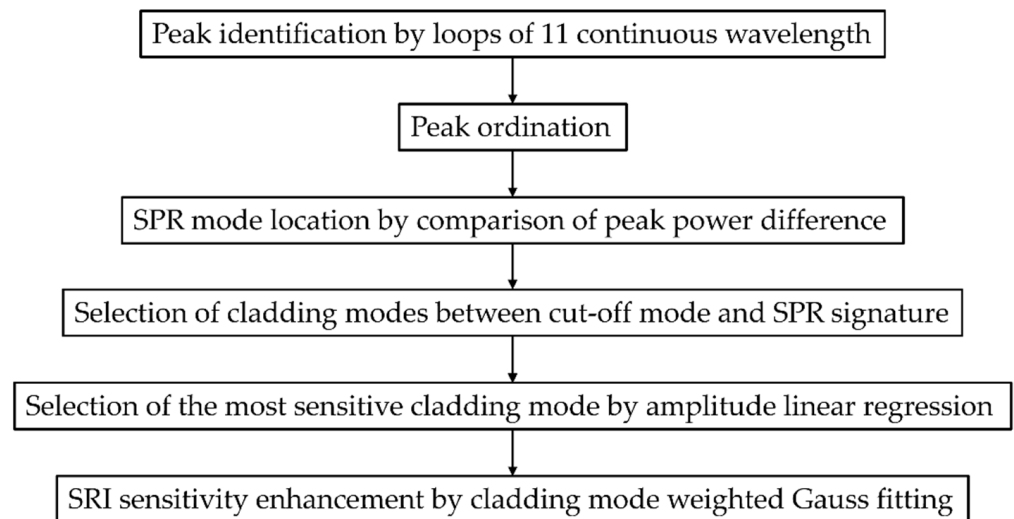 Peak identification by loops of 11 continuous wavelength
Peak ordination
SPR mode location by comparison of peak power difference
Selection of cladding modes between cut-off mode and SPR signature
Selection of the most sensitive cladding mode by amplitude linear regression
SRI sensitivity enhancement by cladding mode weighted Gauss fitting